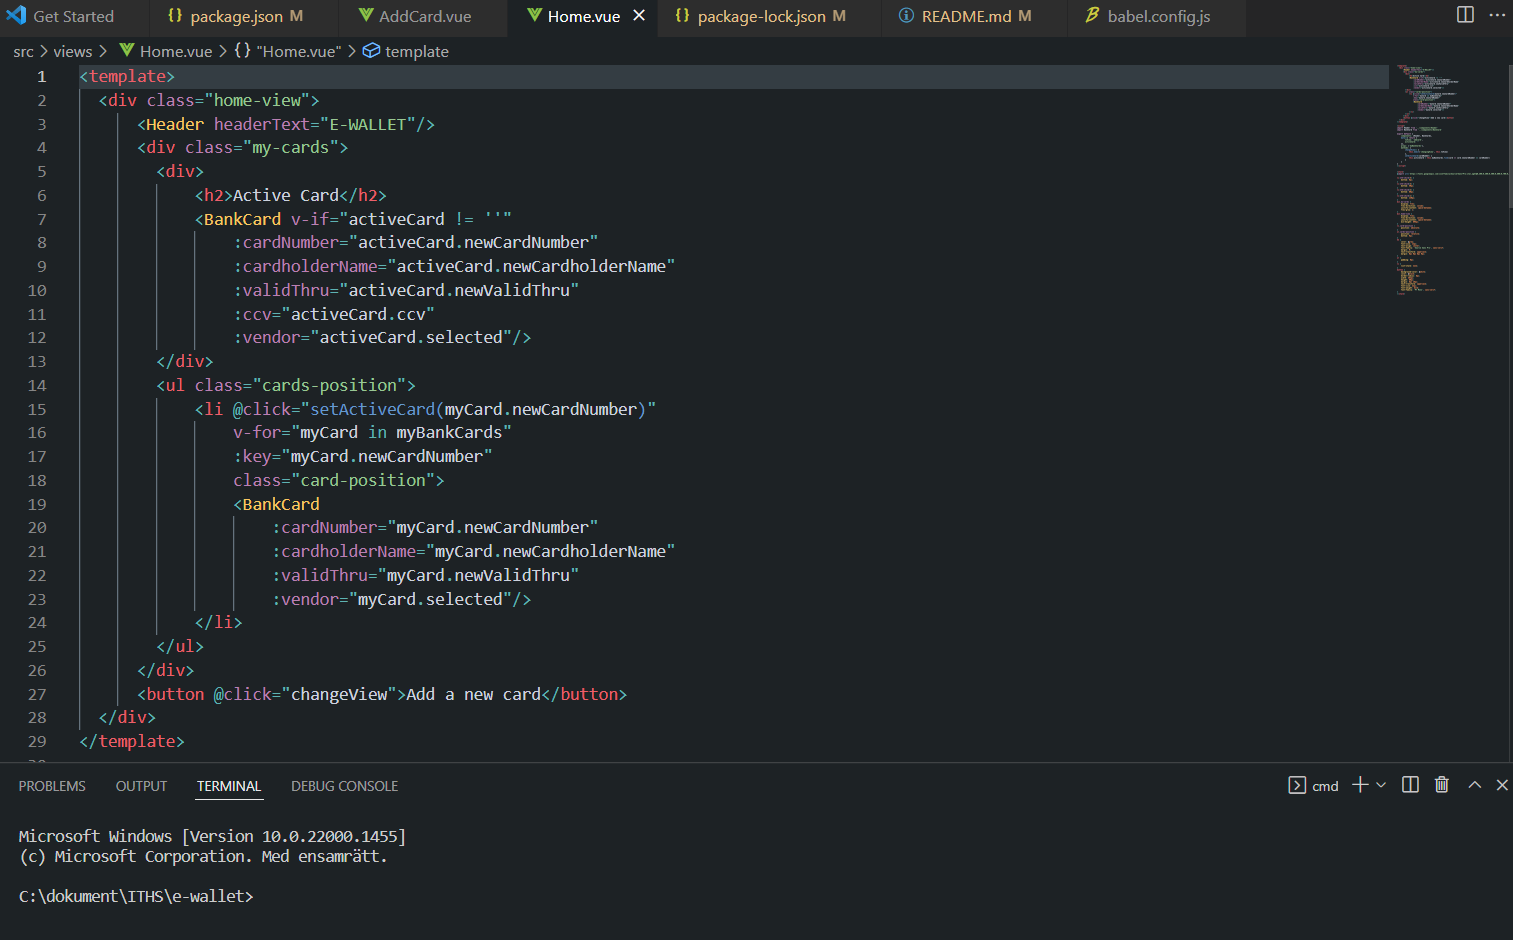 Get Started {} package.json M AddCard.vue Home.vue {} package-lock.json M README.md M babel.config.js
src > views > Home.vue > {} "Home.vue" > template
1 <template>
2 <div class="home-view">
3 <Header headerText="E-WALLET"/>
4 <div class="my-cards">
5 <div>
6 <h2>Active Card</h2>
7 <BankCard v-if="activeCard != ''"
8 :cardNumber="activeCard.newCardNumber"
9 :cardholderName="activeCard.newCardholderName"
10 :validThru="activeCard.newValidThru"
11 :ccv="activeCard.ccv"
12 :vendor="activeCard.selected"/>
13 </div>
14 <ul class="cards-position">
15 <li @click="setActiveCard(myCard.newCardNumber)"
16 v-for="myCard in myBankCards"
17 :key="myCard.newCardNumber"
18 class="card-position">
19 <BankCard
20 :cardNumber="myCard.newCardNumber"
21 :cardholderName="myCard.newCardholderName"
22 :validThru="myCard.newValidThru"
23 :vendor="myCard.selected"/>
24 </li>
25 </ul>
26 </div>
27 <button @click="changeView">Add a new card</button>
28 </div>
29 </template>
PROBLEMS OUTPUT TERMINAL DEBUG CONSOLE cmd
Microsoft Windows [Version 10.0.22000.1455]
(c) Microsoft Corporation. Med ensamrätt.
C:\dokument\ITHS\e-wallet>